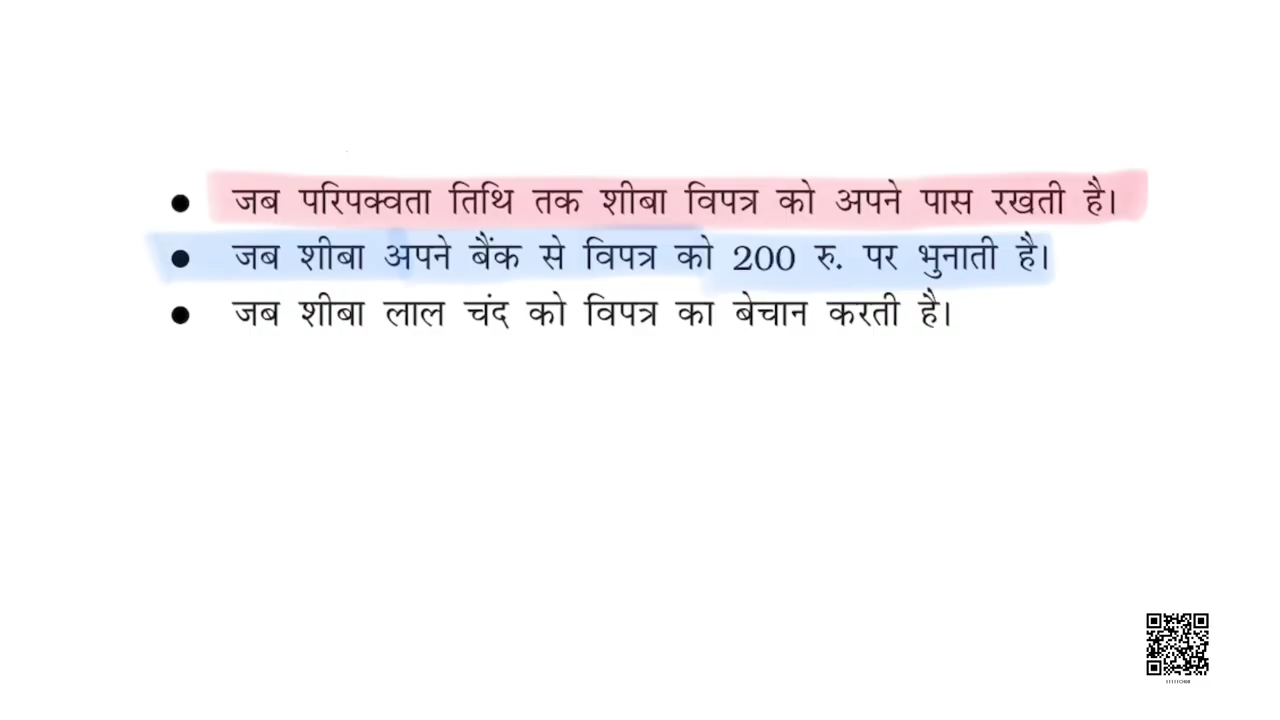 ● जब परिपक्वता तिथि तक शीबा विपत्र को अपने पास रखती है।
● जब शीबा अपने बैंक से विपत्र को 200 रु. पर भुनाती है।
● जब शीबा लाल चंद को विपत्र का बेचान करती है।